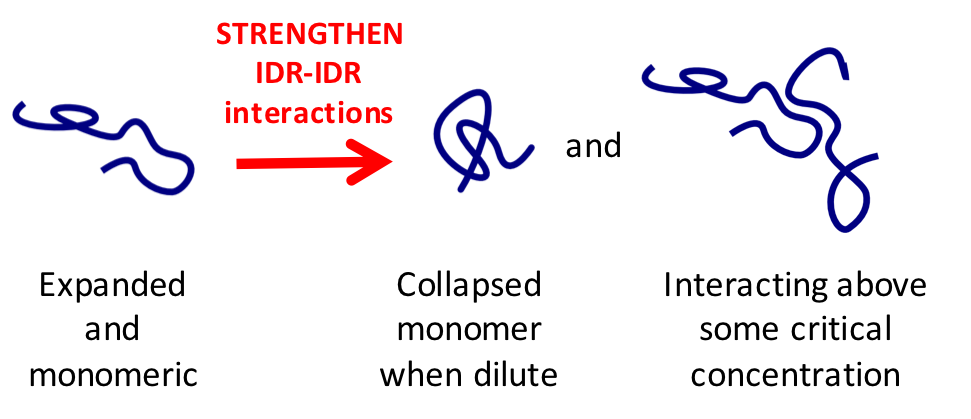 STRENGTHEN
IDR-IDR
interactions
and
Expanded
and
monomeric
Collapsed
monomer
when dilute
Interacting above
some critical
concentration